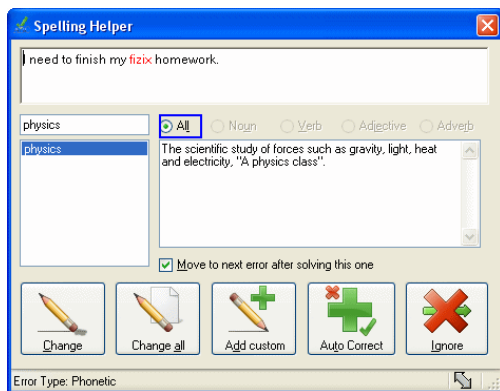 Spelling Helper
I need to finish my fizix homework.
physics
All Noun Verb Adjective Adverb
physics
The scientific study of forces such as gravity, light, heat
and electricity, "A physics class".
Move to next error after solving this one
Change Change all Add custom Auto Correct Ignore
Error Type: Phonetic